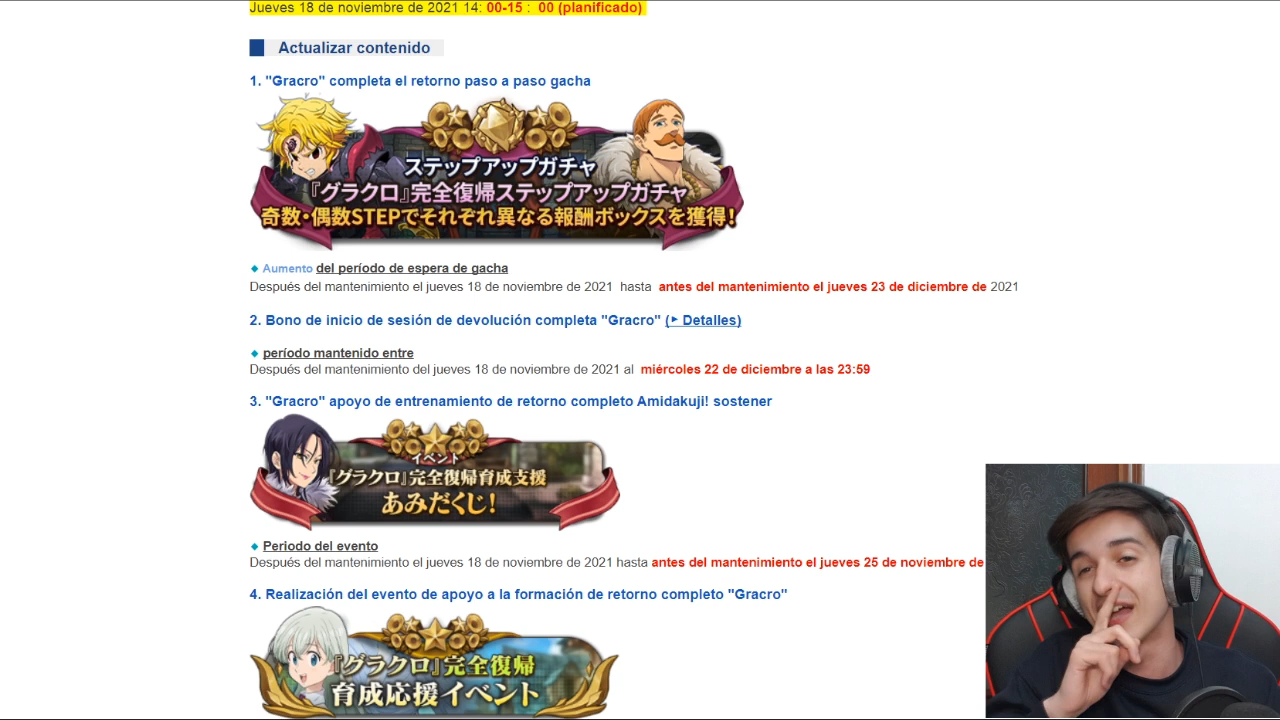 Jueves 18 de noviembre de 2021 14: 00-15 : 00 (planificado)
Actualizar contenido
1. "Gracro" completa el retorno paso a paso gacha
ステップアップガチャ
『グラクロ』完全復帰ステップアップガチャ
奇数・偶数STEPでそれぞれ異なる報酬ボックスを獲得!
◆ Aumento del período de espera de gacha
Después del mantenimiento el jueves 18 de noviembre de 2021 hasta antes del mantenimiento el jueves 23 de diciembre de 2021
2. Bono de inicio de sesión de devolución completa "Gracro" (‣ Detalles)
◆ período mantenido entre
Después del mantenimiento del jueves 18 de noviembre de 2021 al miércoles 22 de diciembre a las 23:59
3. "Gracro" apoyo de entrenamiento de retorno completo Amidakuji! sostener
イベント
『グラクロ』完全復帰育成支援
あみだくじ!
◆ Periodo del evento
Después del mantenimiento el jueves 18 de noviembre de 2021 hasta antes del mantenimiento el jueves 25 de noviembre de
4. Realización del evento de apoyo a la formación de retorno completo "Gracro"
『グラクロ』完全復帰
育成応援イベント